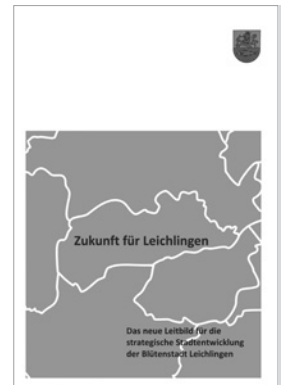 Zukunft für Leichlingen
Das neue Leitbild für die
strategische Stadtentwicklung
der Blütenstadt Leichlingen